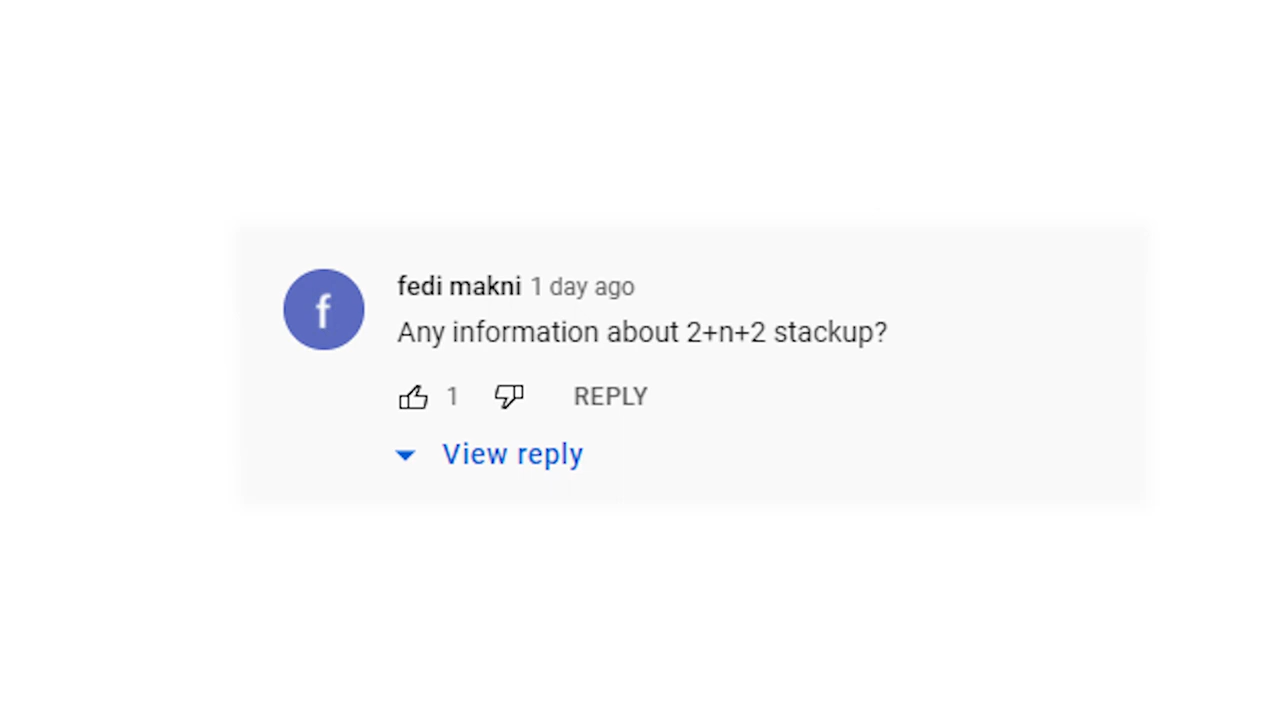 f
fedi makni 1 day ago
Any information about 2+n+2 stackup?
1 REPLY
View reply